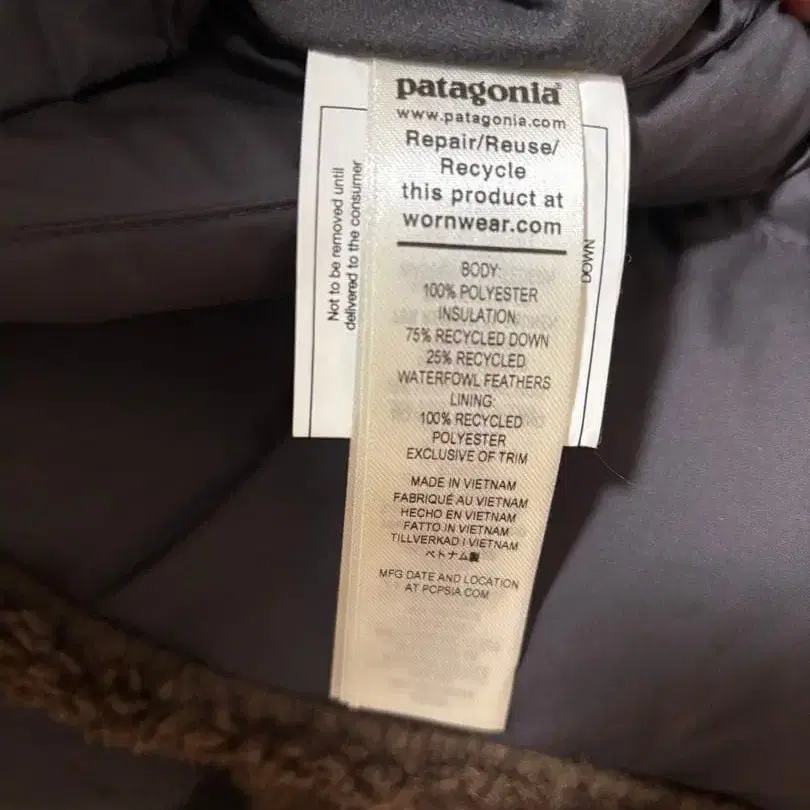 patagonia®
www.patagonia.com
Repair/Reuse/
Recycle
this product at
wornwear.com
BODY:
100% POLYESTER
INSULATION:
75% RECYCLED DOWN
25% RECYCLED
WATERFOWL FEATHERS
LINING:
100% RECYCLED
POLYESTER
EXCLUSIVE OF TRIM
MADE IN VIETNAM
FABRIQUÉ AU VIETNAM
HECHO EN VIETNAM
FATTO IN VIETNAM
TILLVERKAD I VIETNAM
ベトナム製
MFG DATE AND LOCATION
AT PCPSIA.COM
Not to be removed until
delivered to the consumer
DOWN